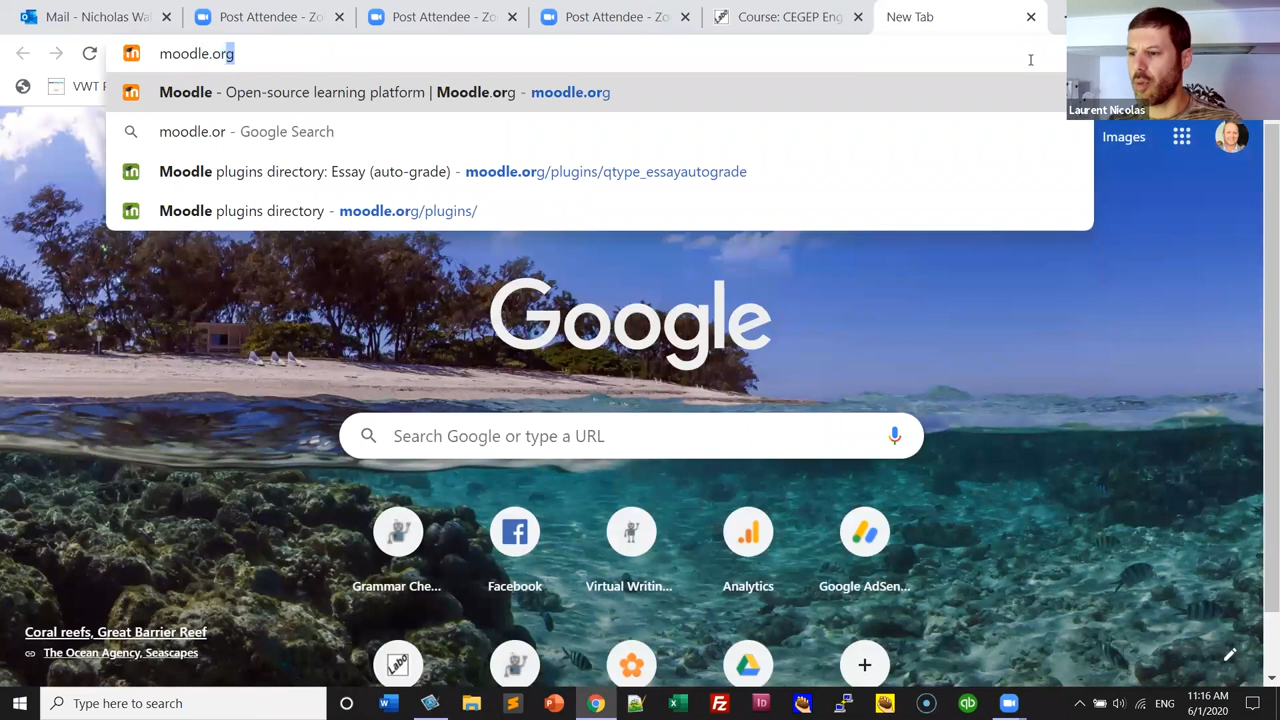 Mail - Nicholas Wal
Post Attendee - Zo
Post Attendee - Zo
Post Attendee - Zo
Course: CEGEP Eng
New Tab
moodle.org
Moodle - Open-source learning platform | Moodle.org - moodle.org
moodle.or - Google Search
Moodle plugins directory: Essay (auto-grade) - moodle.org/plugins/qtype_essayautograde
Moodle plugins directory - moodle.org/plugins/
VWT
Laurent Nicolas
Images
Google
Search Google or type a URL
Grammar Che...
Facebook
Virtual Writin...
Analytics
Google AdSen...
Labo
Coral reefs, Great Barrier Reef
The Ocean Agency, Seascapes
Type here to search
ENG
11:16 AM
6/1/2020